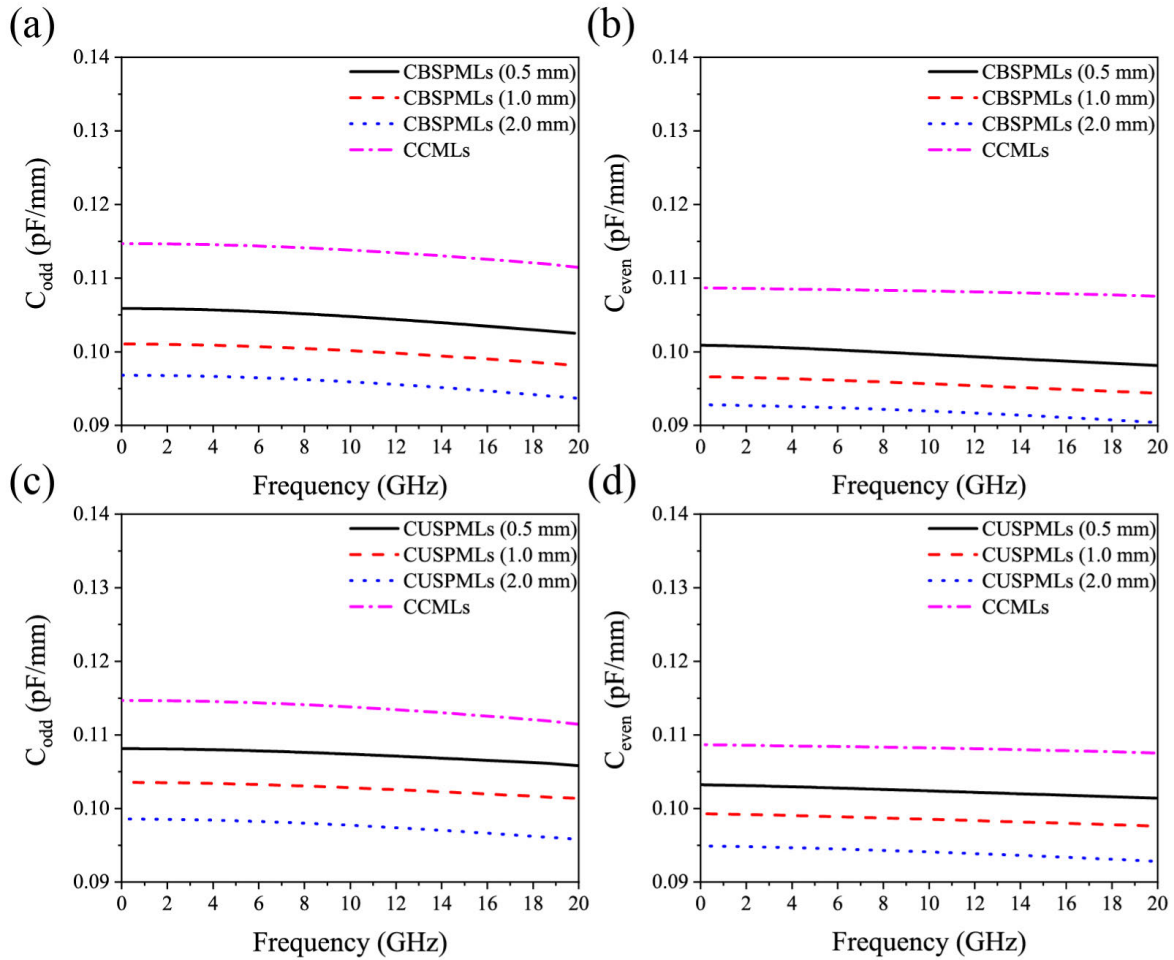 (a)
0.14
0.13
0.12
0.11
0.10
0.09
C_odd (pF/mm)
CBSPMLs (0.5 mm)
CBSPMLs (1.0 mm)
CBSPMLs (2.0 mm)
CCMLs
0 2 4 6 8 10 12 14 16 18 20
Frequency (GHz)
(b)
0.14
0.13
0.12
0.11
0.10
0.09
C_even (pF/mm)
CBSPMLs (0.5 mm)
CBSPMLs (1.0 mm)
CBSPMLs (2.0 mm)
CCMLs
0 2 4 6 8 10 12 14 16 18 20
Frequency (GHz)
(c)
0.14
0.13
0.12
0.11
0.10
0.09
C_odd (pF/mm)
CUSPMLs (0.5 mm)
CUSPMLs (1.0 mm)
CUSPMLs (2.0 mm)
CCMLs
0 2 4 6 8 10 12 14 16 18 20
Frequency (GHz)
(d)
0.14
0.13
0.12
0.11
0.10
0.09
C_even (pF/mm)
CUSPMLs (0.5 mm)
CUSPMLs (1.0 mm)
CUSPMLs (2.0 mm)
CCMLs
0 2 4 6 8 10 12 14 16 18 20
Frequency (GHz)